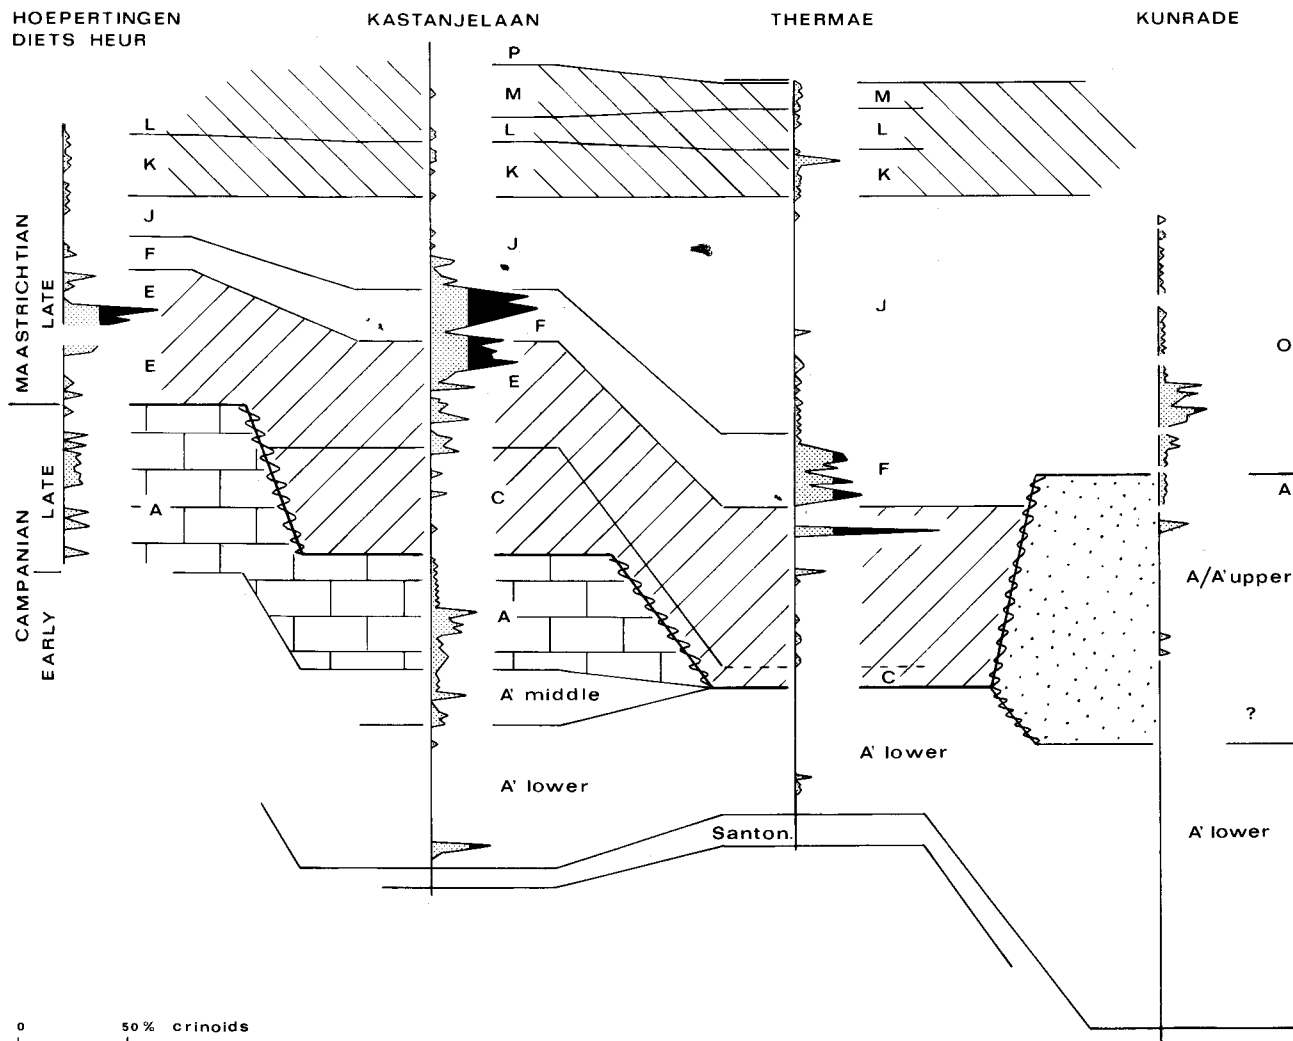 HOEPERTINGEN
DIETS HEUR
KASTANJELAAN
THERMAE
KUNRADE
P
M
L
K
L
K
M
L
K
J
F
E
E
A
J
F
E
C
A
A' middle
A' lower
J
F
C
A' lower
Santon.
O
A
A/A' upper
?
A' lower
MAASTRICHTIAN
LATE
CAMPANIAN
LATE
EARLY
0 50% crinoids